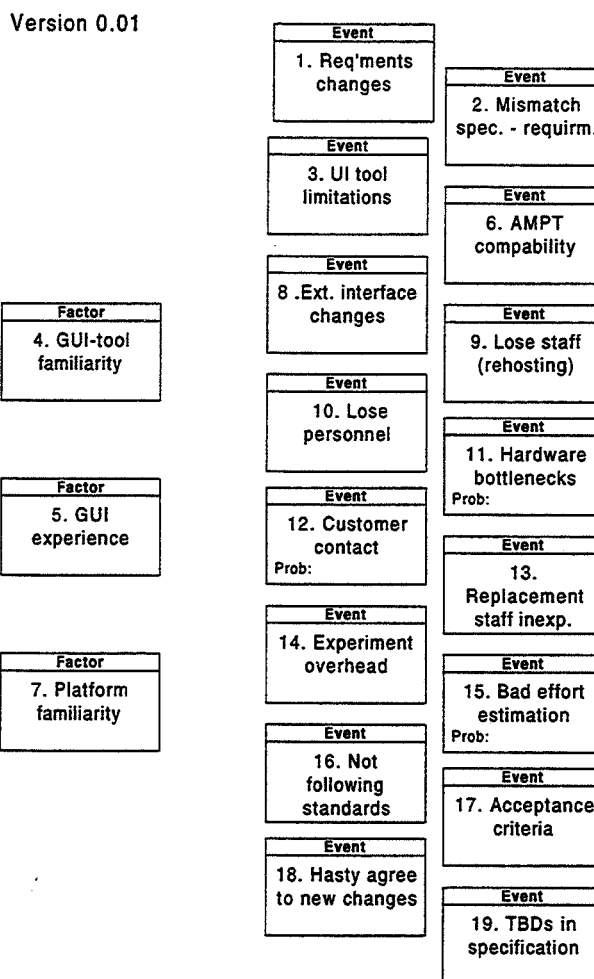 Version 0.01
Event
1. Req'ments
changes
Event
2. Mismatch
spec. - requirm.
Event
3. UI tool
limitations
Event
6. AMPT
compability
Event
8 .Ext. interface
changes
Factor
4. GUI-tool
familiarity
Event
9. Lose staff
(rehosting)
Event
10. Lose
personnel
Event
11. Hardware
bottlenecks
Prob:
Factor
5. GUI
experience
Event
12. Customer
contact
Prob:
Event
13.
Replacement
staff inexp.
Event
14. Experiment
overhead
Factor
7. Platform
familiarity
Event
15. Bad effort
estimation
Prob:
Event
16. Not
following
standards
Event
17. Acceptance
criteria
Event
18. Hasty agree
to new changes
Event
19. TBDs in
specification